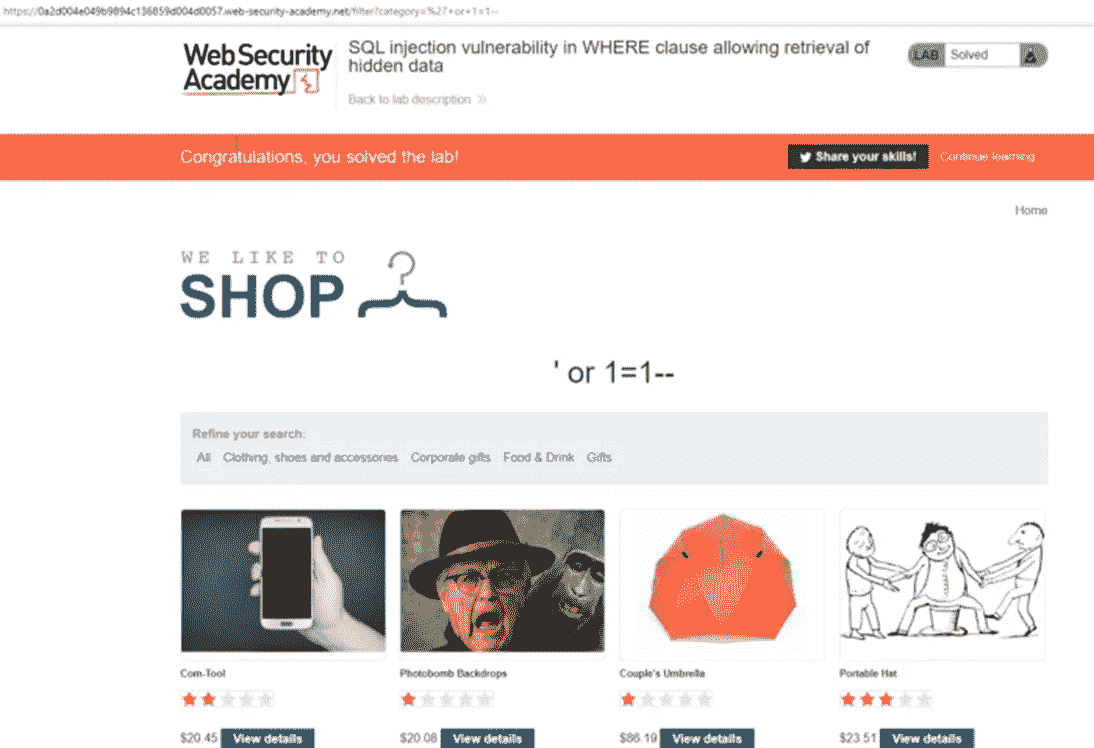 https://0a2d004e049b9894c136859d004d0057.web-security-academy.net/filter?category=%27+or+1=1--
WebSecurity
Academy
SQL injection vulnerability in WHERE clause allowing retrieval of
hidden data
LAB Solved
Back to lab description
Congratulations, you solved the lab!
Share your skills!
Continue learning
Home
WE LIKE TO
SHOP
' or 1=1--
Refine your search:
All Clothing, shoes and accessories Corporate gifts Food & Drink Gifts
Com-Tool Photobomb Backdrops Couple's Umbrella Portable Hat
$20.45 View details $20.08 View details $86.19 View details $23.51 View details